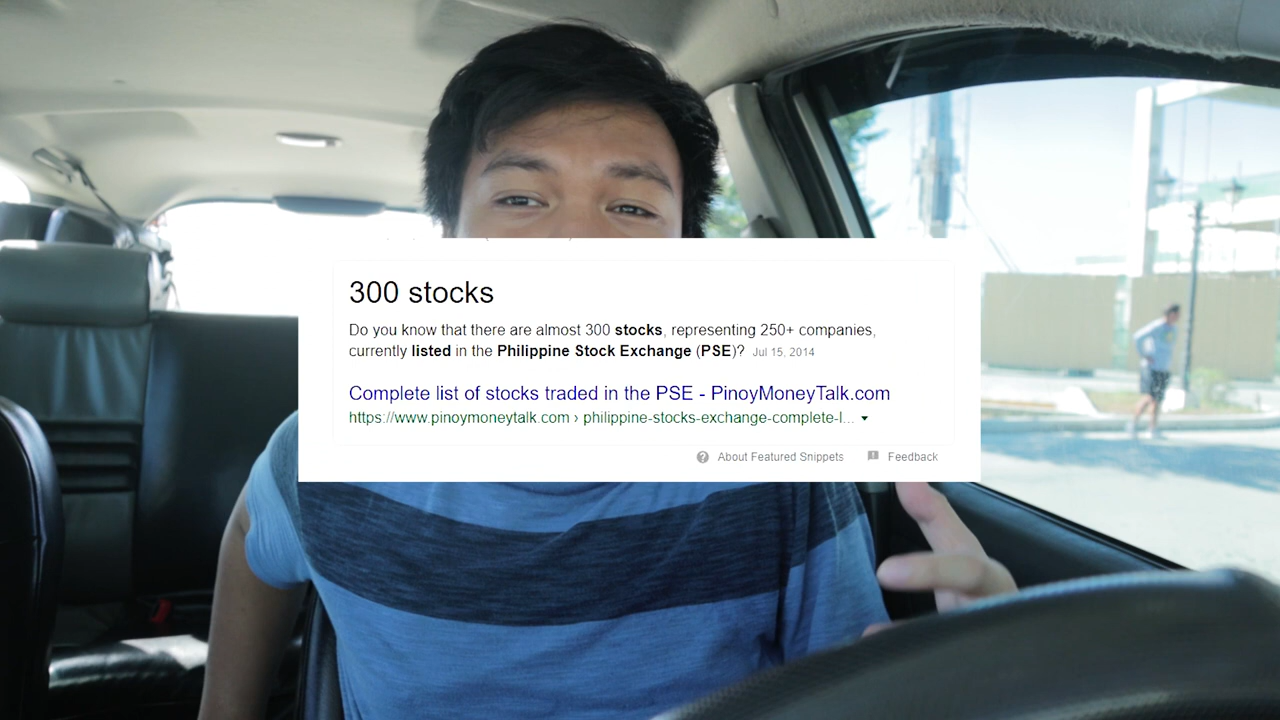 300 stocks
Do you know that there are almost 300 stocks, representing 250+ companies,
currently listed in the Philippine Stock Exchange (PSE)? Jul 15, 2014
Complete list of stocks traded in the PSE - PinoyMoneyTalk.com
https://www.pinoymoneytalk.com › philippine-stocks-exchange-complete-l...
About Featured Snippets Feedback